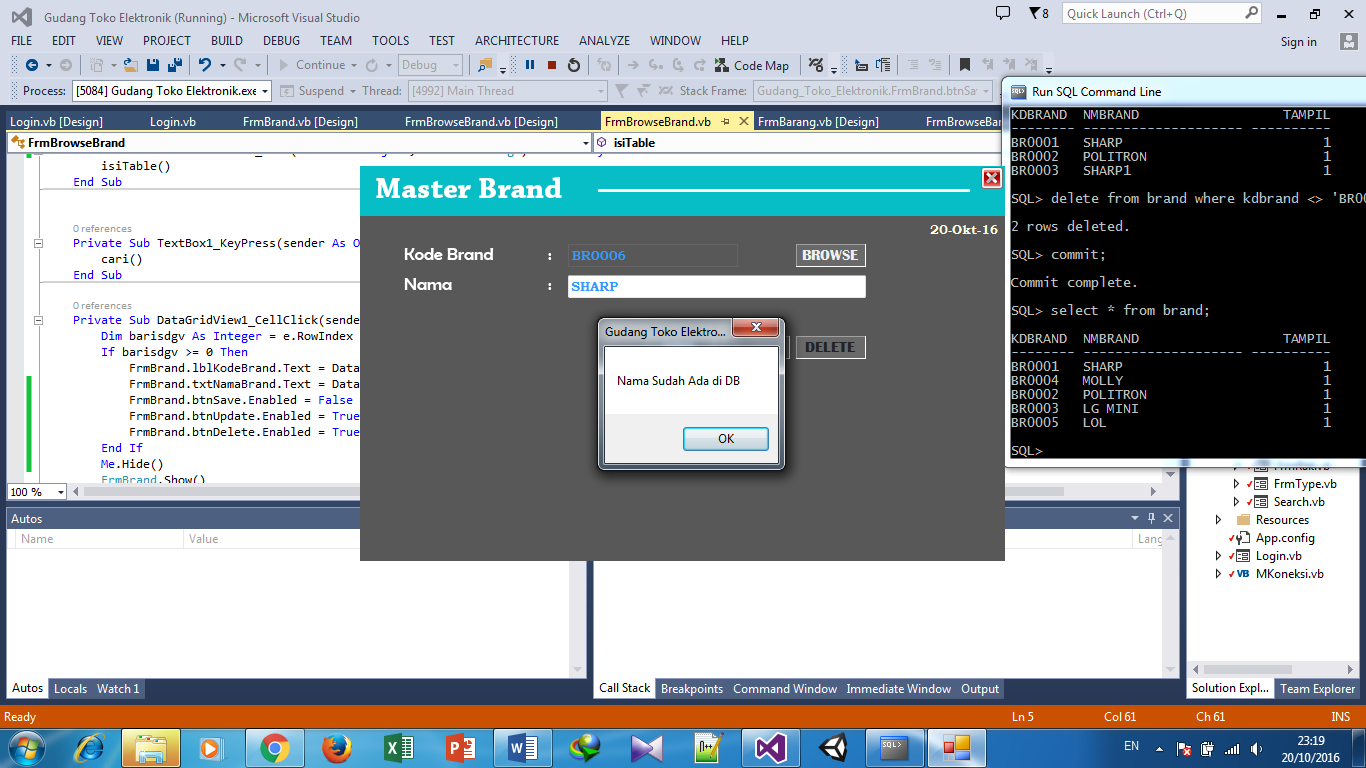 Gudang Toko Elektronik (Running) - Microsoft Visual Studio
8
Quick Launch (Ctrl+Q)
FILE EDIT VIEW PROJECT BUILD DEBUG TEAM TOOLS TEST ARCHITECTURE ANALYZE WINDOW HELP
Sign in
Continue Debug Code Map
Process: [5084] Gudang Toko Elektronik.exe Suspend Thread: [4992] Main Thread Stack Frame: Gudang_Toko_Elektronik.FrmBrand.btnSa
Login.vb [Design] Login.vb FrmBrand.vb [Design] FrmBrowseBrand.vb [Design] FrmBrowseBrand.vb FrmBarang.vb [Design] FrmBrowseBa
FrmBrowseBrand isiTable
isiTable()
End Sub
0 references
Private Sub TextBox1_KeyPress(sender As O
cari()
End Sub
0 references
Private Sub DataGridView1_CellClick(sende
Dim barisdgv As Integer = e.RowIndex
If barisdgv >= 0 Then
FrmBrand.lblKodeBrand.Text = Data
FrmBrand.txtNamaBrand.Text = Data
FrmBrand.btnSave.Enabled = False
FrmBrand.btnUpdate.Enabled = True
FrmBrand.btnDelete.Enabled = True
End If
Me.Hide()
FrmBrand.Show()
100 %
Master Brand
20-Okt-16
Kode Brand : BR0006 BROWSE
Nama : SHARP
DELETE
Gudang Toko Elektro...
Nama Sudah Ada di DB
OK
Run SQL Command Line
KDBRAND NMBRAND TAMPIL
-------- -------------------- ----------
BR0001 SHARP 1
BR0002 POLITRON 1
BR0003 SHARP1 1
SQL> delete from brand where kdbrand <> 'BR00
2 rows deleted.
SQL> commit;
Commit complete.
SQL> select * from brand;
KDBRAND NMBRAND TAMPIL
-------- -------------------- ----------
BR0001 SHARP 1
BR0004 MOLLY 1
BR0002 POLITRON 1
BR0003 LG MINI 1
BR0005 LOL 1
SQL>
FrmType.vb
Search.vb
Resources
App.config
Login.vb
VB MKoneksi.vb
Autos
Name Value
Lang
Autos Locals Watch 1
Call Stack Breakpoints Command Window Immediate Window Output
Solution Expl... Team Explorer
Ready Ln 5 Col 61 Ch 61 INS
EN
23:19
20/10/2016